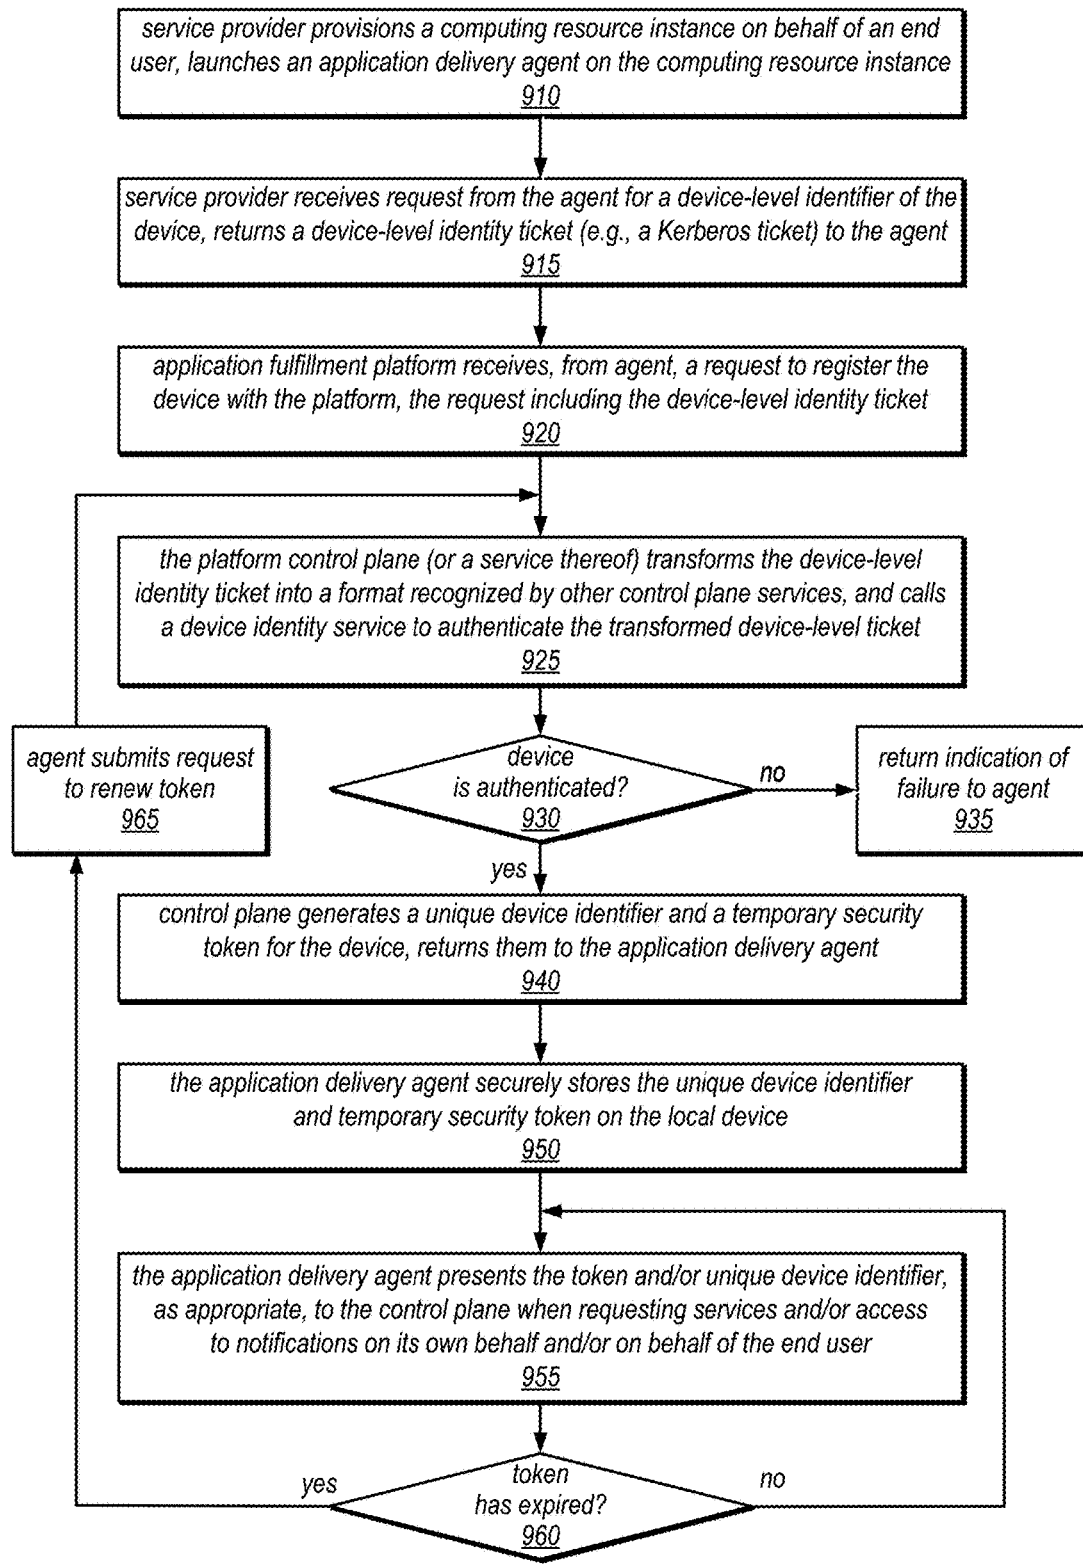 service provider provisions a computing resource instance on behalf of an end
user, launches an application delivery agent on the computing resource instance
910
service provider receives request from the agent for a device-level identifier of the
device, returns a device-level identity ticket (e.g., a Kerberos ticket) to the agent
915
application fulfillment platform receives, from agent, a request to register the
device with the platform, the request including the device-level identity ticket
920
the platform control plane (or a service thereof) transforms the device-level
identity ticket into a format recognized by other control plane services, and calls
a device identity service to authenticate the transformed device-level ticket
925
agent submits request
to renew token
965
device
is authenticated?
930
no
return indication of
failure to agent
935
yes
control plane generates a unique device identifier and a temporary security
token for the device, returns them to the application delivery agent
940
the application delivery agent securely stores the unique device identifier
and temporary security token on the local device
950
the application delivery agent presents the token and/or unique device identifier,
as appropriate, to the control plane when requesting services and/or access
to notifications on its own behalf and/or on behalf of the end user
955
yes
token
has expired?
960
no